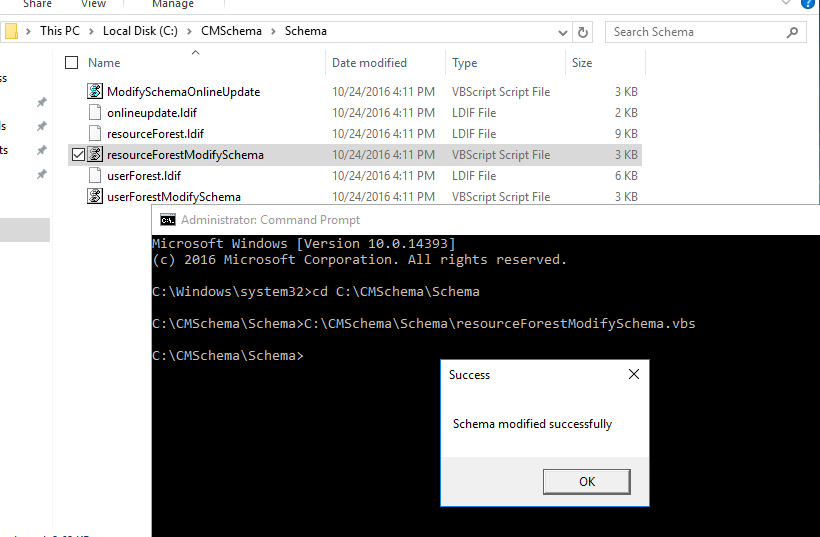 Share View Manage
This PC > Local Disk (C:) > CMSchema > Schema Search Schema
Name Date modified Type Size
ModifySchemaOnlineUpdate 10/24/2016 4:11 PM VBScript Script File 3 KB
onlineupdate.ldif 10/24/2016 4:11 PM LDIF File 2 KB
resourceForest.ldif 10/24/2016 4:11 PM LDIF File 9 KB
resourceForestModifySchema 10/24/2016 4:11 PM VBScript Script File 3 KB
userForest.ldif 10/24/2016 4:11 PM LDIF File 6 KB
userForestModifySchema 10/24/2016 4:11 PM VBScript Script File 3 KB
Administrator: Command Prompt
Microsoft Windows [Version 10.0.14393]
(c) 2016 Microsoft Corporation. All rights reserved.
C:\Windows\system32>cd C:\CMSchema\Schema
C:\CMSchema\Schema>C:\CMSchema\Schema\resourceForestModifySchema.vbs
C:\CMSchema\Schema>
Success
Schema modified successfully
OK